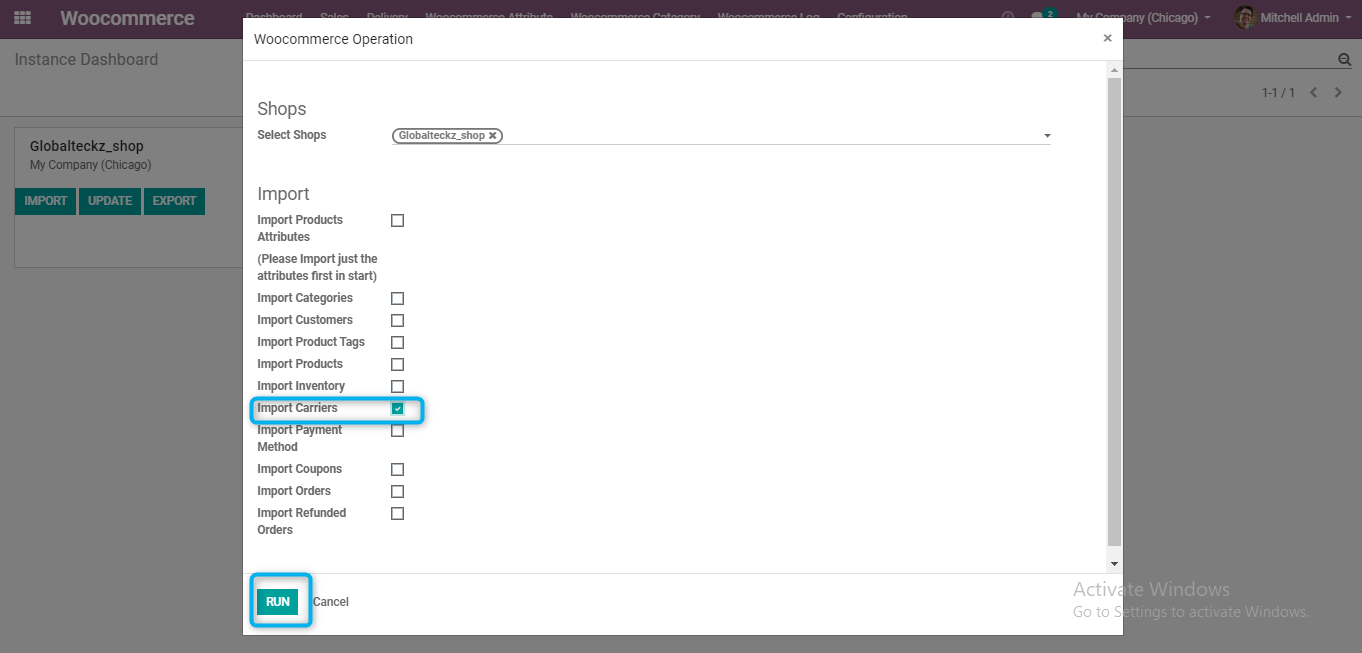 Woocommerce
Dashboard Sales Delivery Woocommerce Attribute Woocommerce Category Woocommerce Log Configuration
2
My Company (Chicago)
Mitchell Admin
Woocommerce Operation
×
Instance Dashboard
1-1 / 1
Globalteckz_shop
My Company (Chicago)
IMPORT UPDATE EXPORT
Shops
Select Shops
Globalteckz_shop
Import
Import Products
Attributes
(Please Import just the
attributes first in start)
Import Categories
Import Customers
Import Product Tags
Import Products
Import Inventory
Import Carriers
Import Payment
Method
Import Coupons
Import Orders
Import Refunded
Orders
RUN Cancel
Activate Windows
Go to Settings to activate Windows.